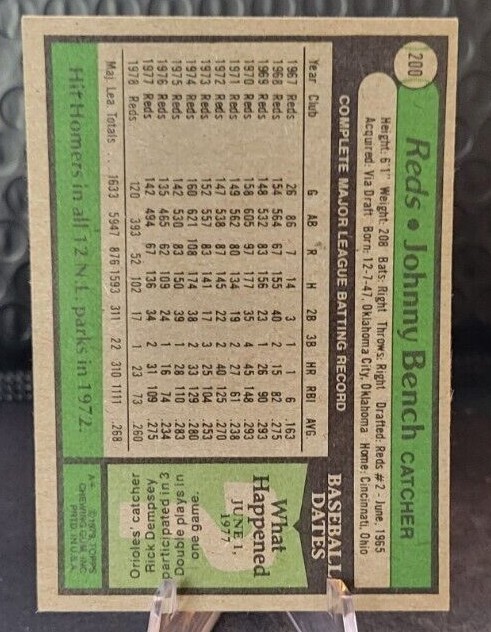 200
Reds • Johnny Bench CATCHER
Height: 6'1" Weight: 208 Bats: Right Throws: Right Drafted: Reds #2 - June, 1965
Acquired: Via Draft Born: 12-7-47, Oklahoma City, Oklahoma Home: Cincinnati, Ohio
COMPLETE MAJOR LEAGUE BATTING RECORD
Year Club G AB R H 2B 3B HR RBI AVG
1967 Reds 26 86 7 14 3 1 1 6 .163
1968 Reds 154 564 67 155 40 2 15 82 .275
1969 Reds 148 532 83 156 23 1 26 90 .293
1970 Reds 158 605 97 177 35 4 45 148 .293
1971 Reds 149 562 80 134 19 2 27 61 .238
1972 Reds 147 538 87 145 22 2 40 125 .270
1973 Reds 152 557 83 141 17 3 25 104 .253
1974 Reds 160 621 108 174 38 2 33 129 .280
1975 Reds 142 530 83 150 39 1 28 110 .283
1976 Reds 135 465 62 109 24 1 16 74 .234
1977 Reds 142 494 67 136 34 2 31 109 .275
1978 Reds 120 393 52 102 17 1 23 73 .260
Maj. Lea. Totals 1633 5947 876 1593 311 22 310 1111 .268
Hit Homers in all 12 N.L. parks in 1972.
BASEBALL
DATES
What
Happened
JUNE 1,
1977
Orioles catcher
Rick Dempsey
participated in 3
Double plays in
one game.
© 1979 TOPPS
CHEWING GUM, INC.
PRTD. IN U.S.A.